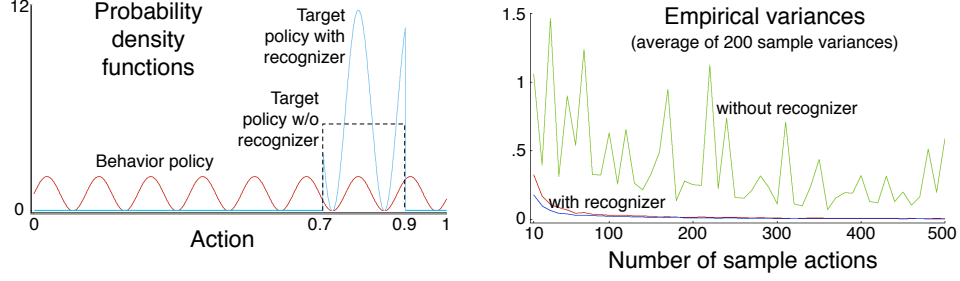 12
Probability
density
functions
Target
policy with
recognizer
Target
policy w/o
recognizer
Behavior policy
0
0
0.7
0.9
1
Action
Empirical variances
(average of 200 sample variances)
1.5
1
.5
0
without recognizer
with recognizer
10
100
200
300
400
500
Number of sample actions